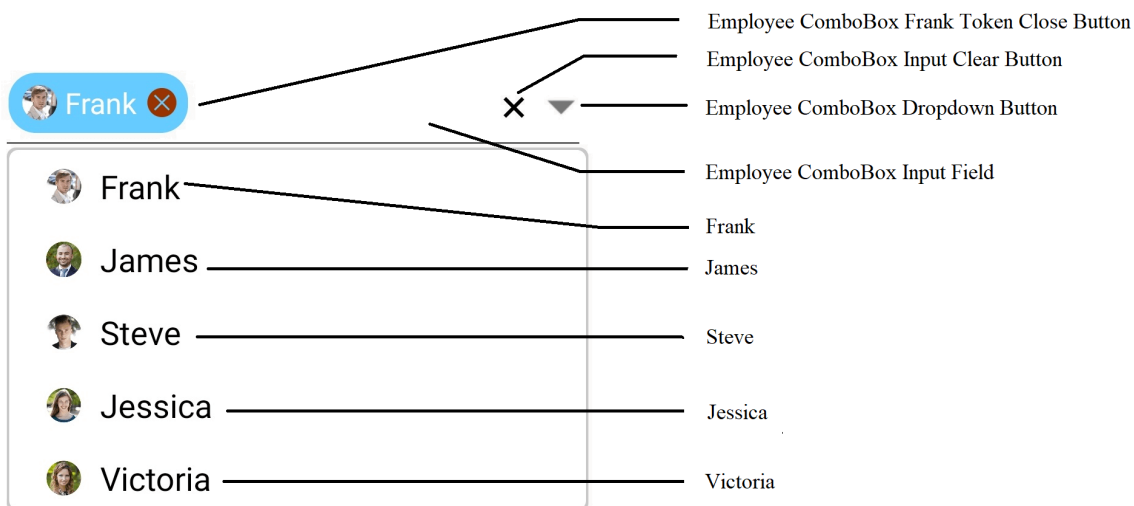 Employee ComboBox Frank Token Close Button
Employee ComboBox Input Clear Button
Frank
Employee ComboBox Dropdown Button
Employee ComboBox Input Field
Frank
Frank
James
James
Steve
Steve
Jessica
Jessica
Victoria
Victoria